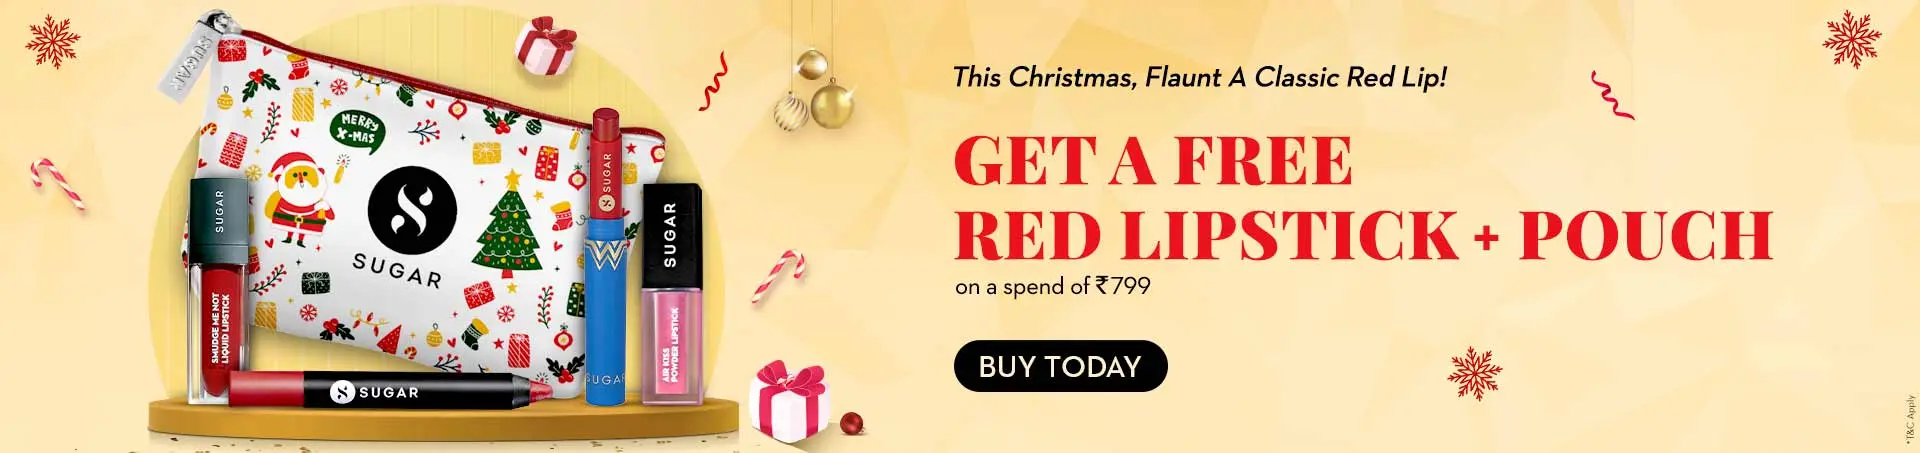 SUGAR
MERRY
X-MAS
SUGAR
SUGAR
SMUDGE ME NOT
LIQUID LIPSTICK
SUGAR
SUGAR
SUGAR
SUGAR
AIR KISS
POWDER LIPSTICK
This Christmas, Flaunt A Classic Red Lip!
GET A FREE
RED LIPSTICK + POUCH
on a spend of ₹799
BUY TODAY
*T&C Apply